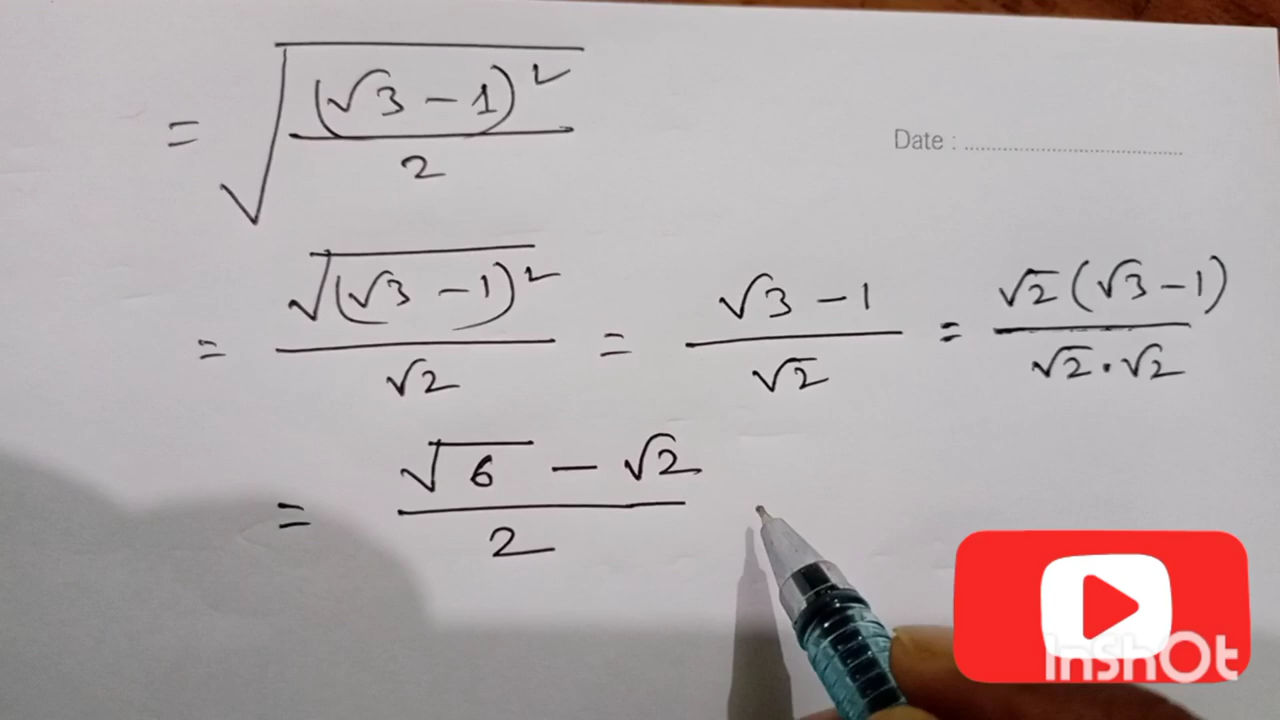 = √((√3 - 1)²/2)
Date : ........................................
= √((√3 - 1)²)/√2 = (√3 - 1)/√2 = √2(√3 - 1)/(√2 · √2)
= (√6 - √2)/2
InShOt